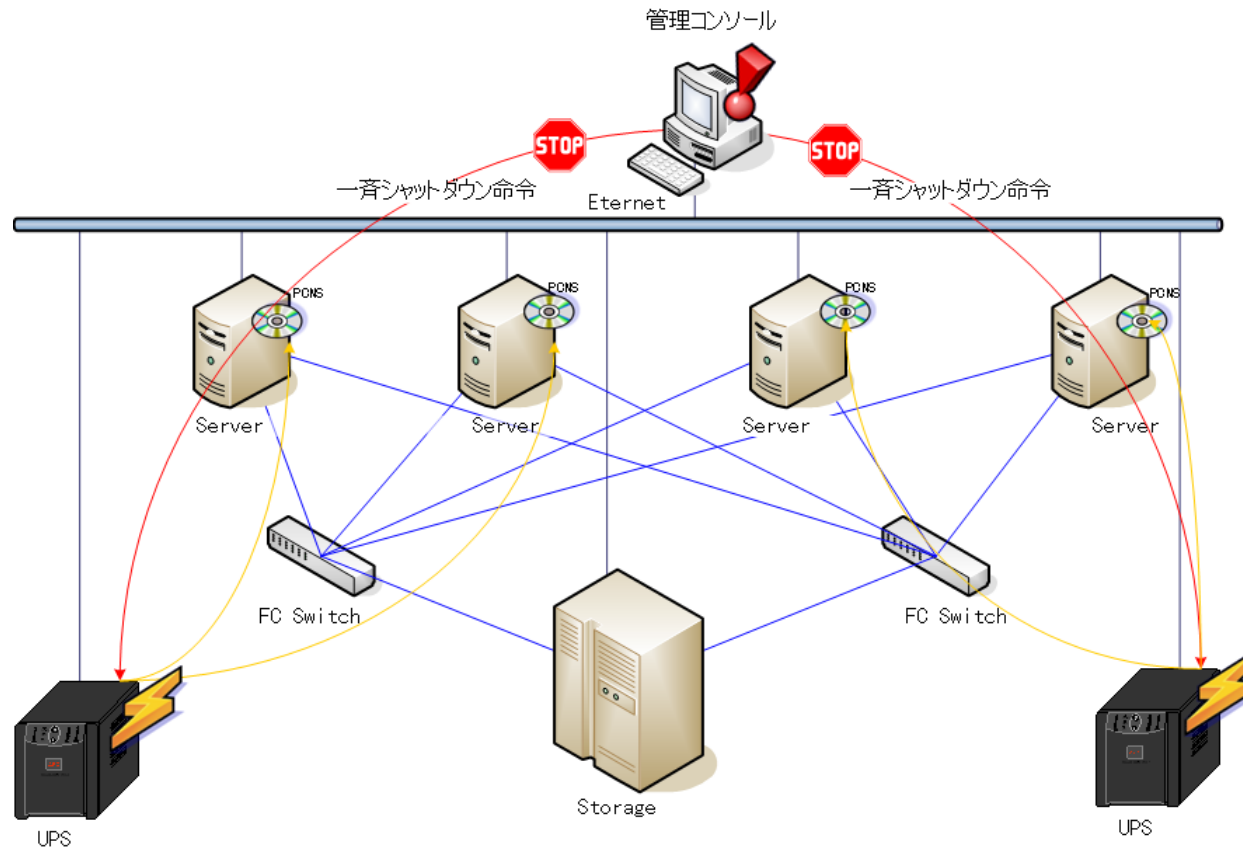 管理コンソール
STOP
STOP
一斉シャットダウン命令
一斉シャットダウン命令
Eternet
PCNS
PCNS
PCNS
PCNS
Server
Server
Server
Server
FC Switch
FC Switch
Storage
UPS
UPS